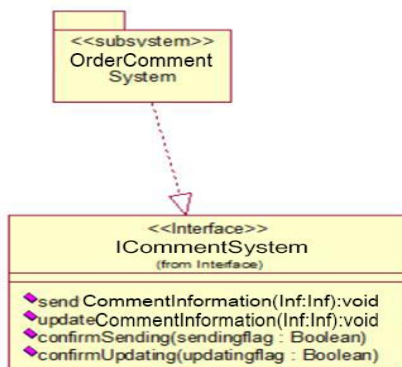 <<subsystem>>
OrderComment
System
<<Interface>>
ICommentSystem
(from Interface)
send CommentInformation(Inf:Inf):void
updateCommentInformation(Inf:Inf):void
confirmSending(sendingflag : Boolean)
confirmUpdating(updatingflag : Boolean)